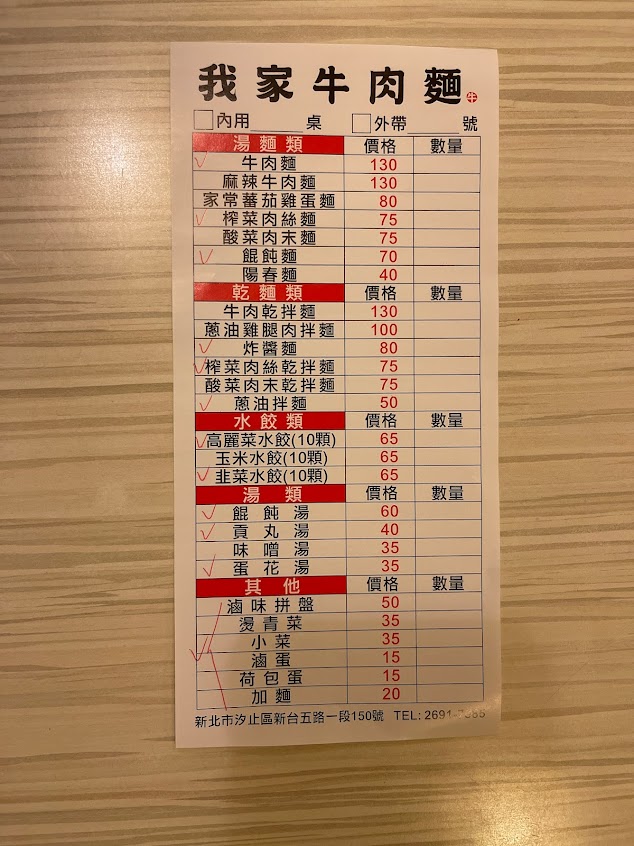 我家牛肉麵 牛
□內用____桌 □外帶____號
湯麵類 價格 數量
牛肉麵 130
麻辣牛肉麵 130
家常蕃茄雞蛋麵 80
榨菜肉絲麵 75
酸菜肉末麵 75
餛飩麵 70
陽春麵 40
乾麵類 價格 數量
牛肉乾拌麵 130
蔥油雞腿肉拌麵 100
炸醬麵 80
榨菜肉絲乾拌麵 75
酸菜肉末乾拌麵 75
蔥油拌麵 50
水餃類 價格 數量
高麗菜水餃(10顆) 65
玉米水餃(10顆) 65
韭菜水餃(10顆) 65
湯類 價格 數量
餛飩湯 60
貢丸湯 40
味噌湯 35
蛋花湯 35
其他 價格 數量
滷味拼盤 50
燙青菜 35
小菜 35
滷蛋 15
荷包蛋 15
加麵 20
新北市汐止區新台五路一段150號 TEL: 2691-